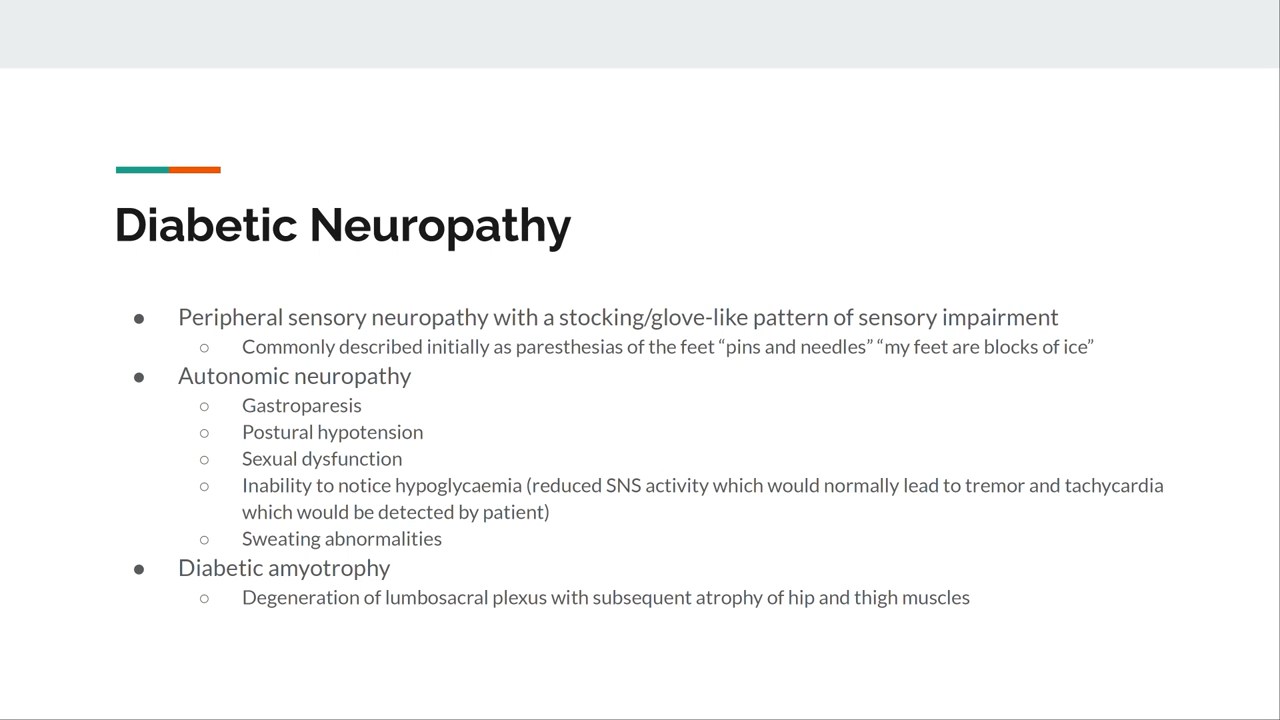 Diabetic Neuropathy
● Peripheral sensory neuropathy with a stocking/glove-like pattern of sensory impairment
○ Commonly described initially as paresthesias of the feet “pins and needles” “my feet are blocks of ice”
● Autonomic neuropathy
○ Gastroparesis
○ Postural hypotension
○ Sexual dysfunction
○ Inability to notice hypoglycaemia (reduced SNS activity which would normally lead to tremor and tachycardia
which would be detected by patient)
○ Sweating abnormalities
● Diabetic amyotrophy
○ Degeneration of lumbosacral plexus with subsequent atrophy of hip and thigh muscles